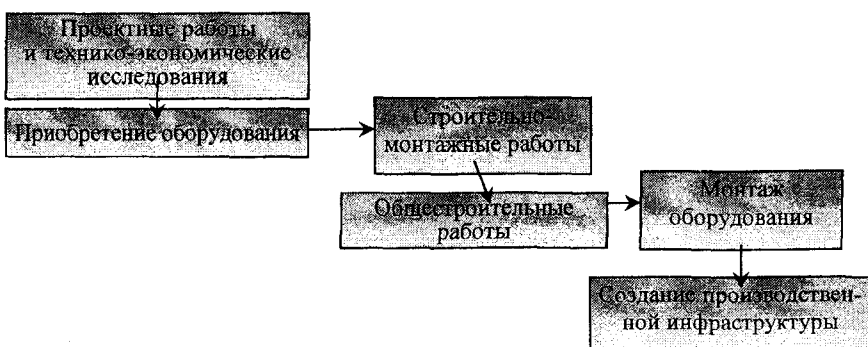 Проектные работы
и технико-экономические
исследования
Приобретение оборудования
Строительно-
монтажные работы
Общестроительные
работы
Монтаж
оборудования
Создание производствен-
ной инфраструктуры